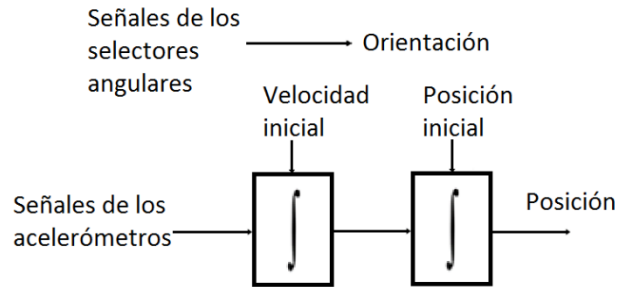 Señales de los
selectores
angulares
Orientación
Velocidad
inicial
Posición
inicial
Señales de los
acelerómetros
∫
∫
Posición